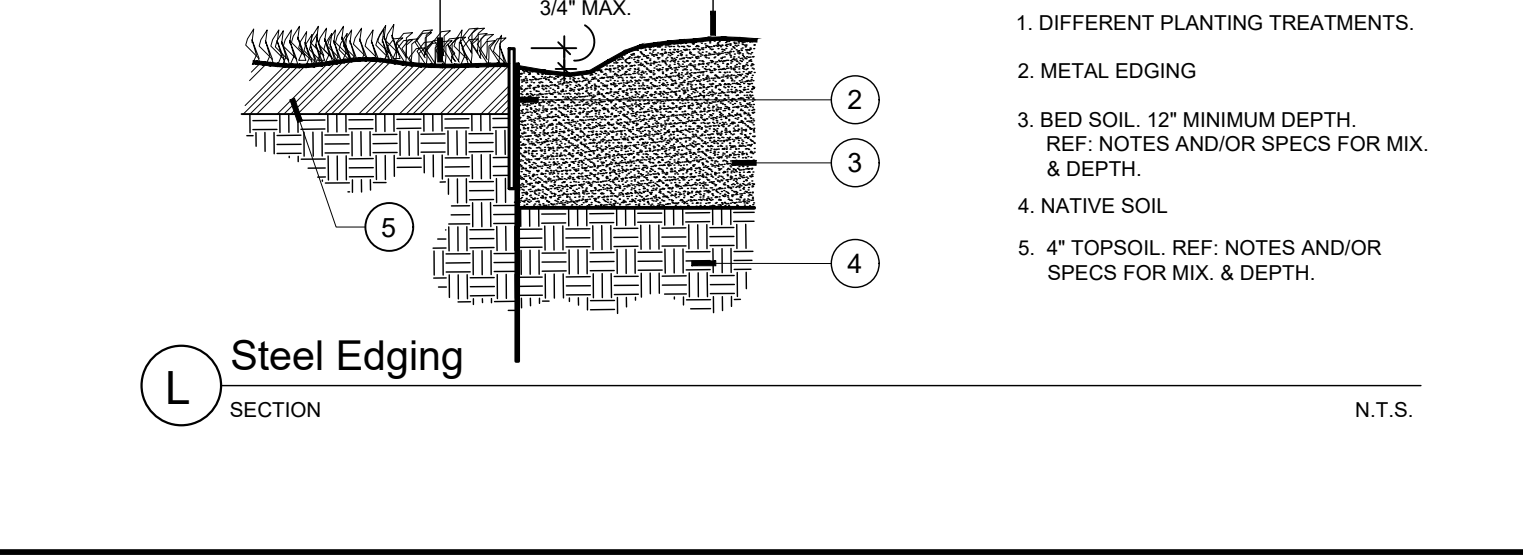 3/4" MAX.
1. DIFFERENT PLANTING TREATMENTS.
2. METAL EDGING
3. BED SOIL. 12" MINIMUM DEPTH.
REF: NOTES AND/OR SPECS FOR MIX.
& DEPTH.
4. NATIVE SOIL
5. 4" TOPSOIL. REF: NOTES AND/OR
SPECS FOR MIX. & DEPTH.
2
3
5
4
L
Steel Edging
SECTION
N.T.S.